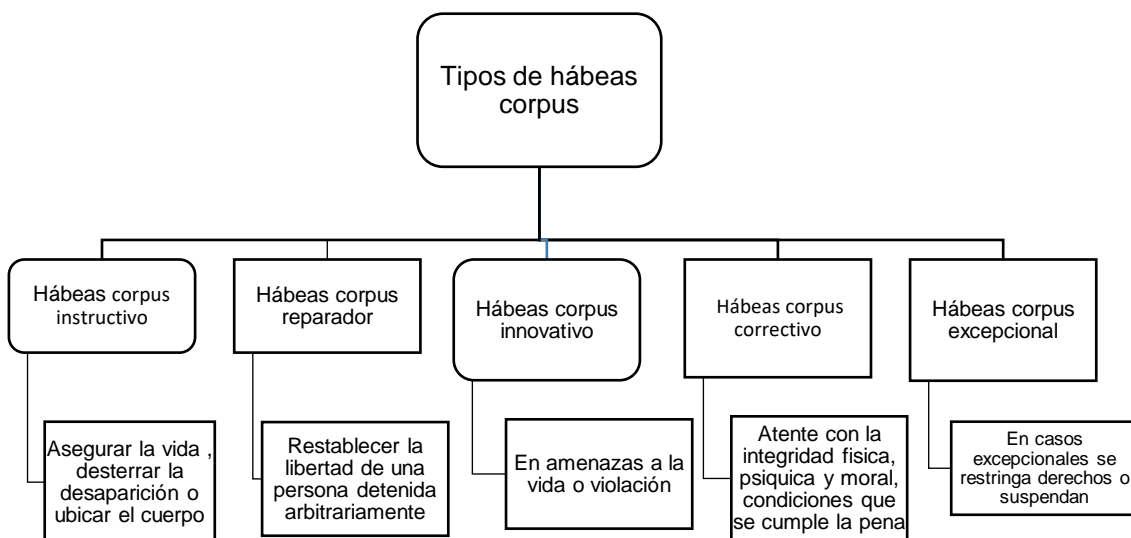 Tipos de hábeas
corpus
Hábeas corpus
instructivo
Hábeas corpus
reparador
Hábeas corpus
innovativo
Hábeas corpus
correctivo
Hábeas corpus
excepcional
Asegurar la vida ,
desterrar la
desaparición o
ubicar el cuerpo
Restablecer la
libertad de una
persona detenida
arbitrariamente
En amenazas a la
vida o violación
Atente con la
integridad fisica,
psiquica y moral,
condiciones que
se cumple la pena
En casos
excepcionales se
restringa derechos o
suspendan